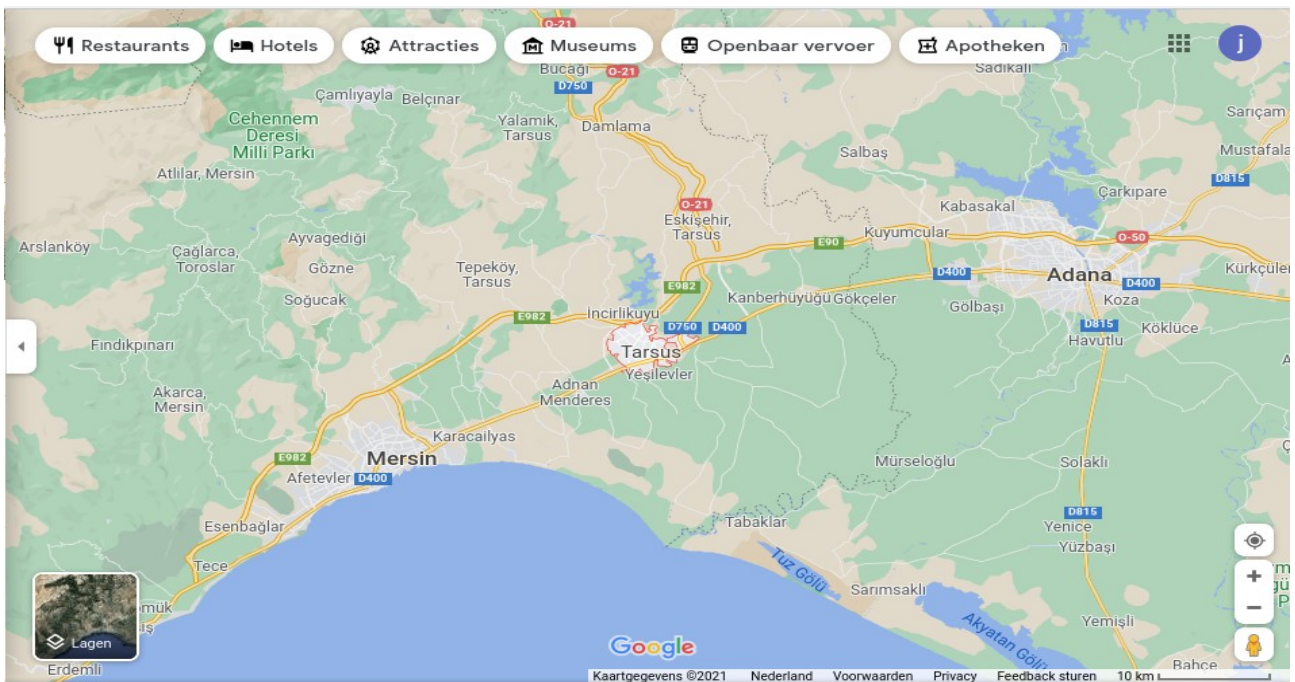 Restaurants
Hotels
Attracties
Museums
Openbaar vervoer
Apotheken
j
O-21
Bucağı
O-21
D750
Sadıkali
Çamlıyayla
Belçınar
Sarıçam
Cehennem
Deresi
Milli Parkı
Yalamık,
Tarsus
Damlama
Salbaş
Mustafala
Atlılar, Mersin
D815
Çarkıpare
O-21
Kabasakal
Arslanköy
Eskişehir,
Tarsus
Kuyumcular
O-50
Ayvagediği
E90
Çağlarca,
Toroslar
Gözne
Tepeköy,
Tarsus
D400
Adana
Kürkçüler
D400
Soğucak
E982
Kanberhüyüğü
Gökçeler
Gölbaşı
Koza
İncirlikuyu
E982
D750
D400
D815
Köklüce
Fındıkpınarı
Tarsus
Havutlu
Yeşilevler
Adnan
Menderes
Akarca,
Mersin
Karacailyas
Mersin
E982
Afetevler
D400
Mürseloğlu
Solaklı
Esenbağlar
Tabaklar
D815
Yenice
Yüzbaşı
Tece
Tuz Gölü
Sarımsaklı
Akyatan Gölü
Yemişli
Lagen
Google
Erdemli
Bahçe
Kaartgegevens ©2021 Nederland Voorwaarden Privacy Feedback sturen 10 km